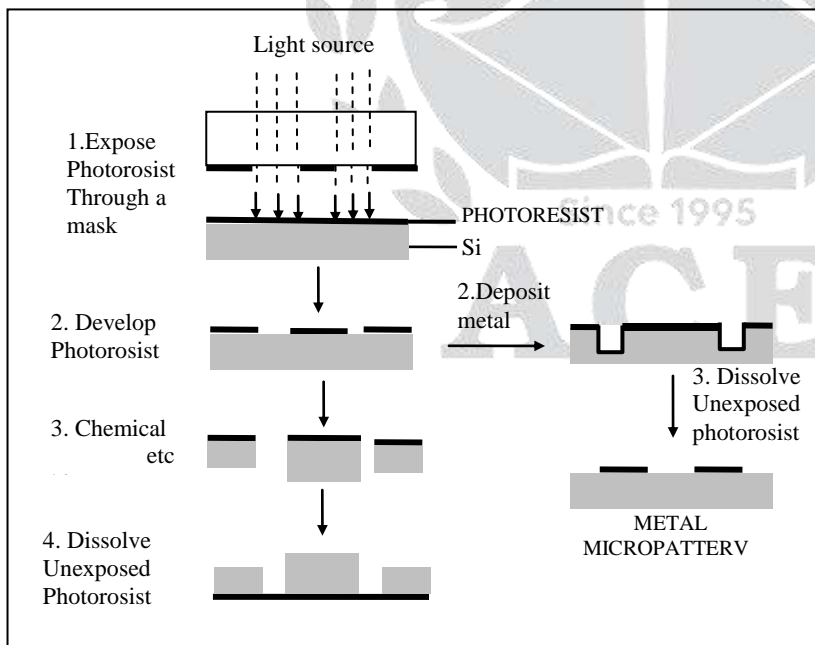 Light source
1.Expose
Photorosist
Through a
mask
PHOTORESIST
Since 1995
Si
ACE
2.Deposit
metal
2. Develop
Photorosist
3. Dissolve
Unexposed
photorosist
3. Chemical
etc
METAL
MICROPATTERV
4. Dissolve
Unexposed
Photorosist